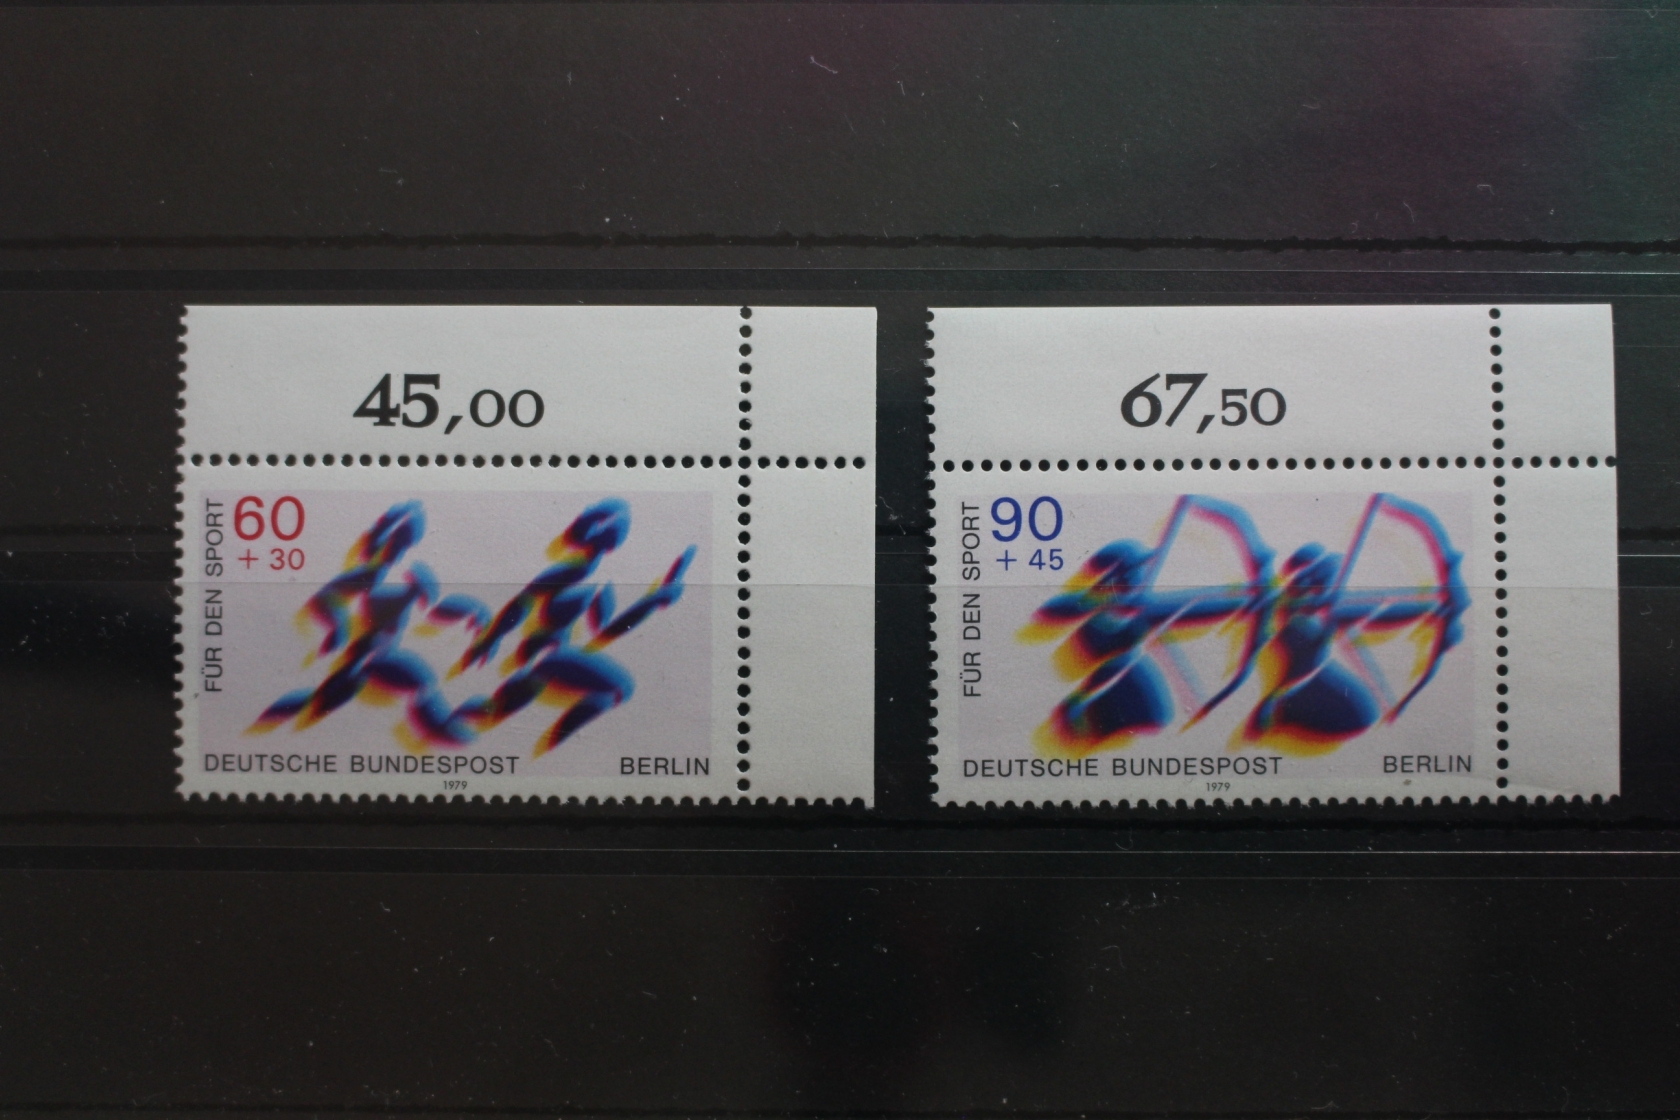 45,00
FÜR DEN SPORT
60
+ 30
DEUTSCHE BUNDESPOST BERLIN
1979
67,50
FÜR DEN SPORT
90
+ 45
DEUTSCHE BUNDESPOST BERLIN
1979